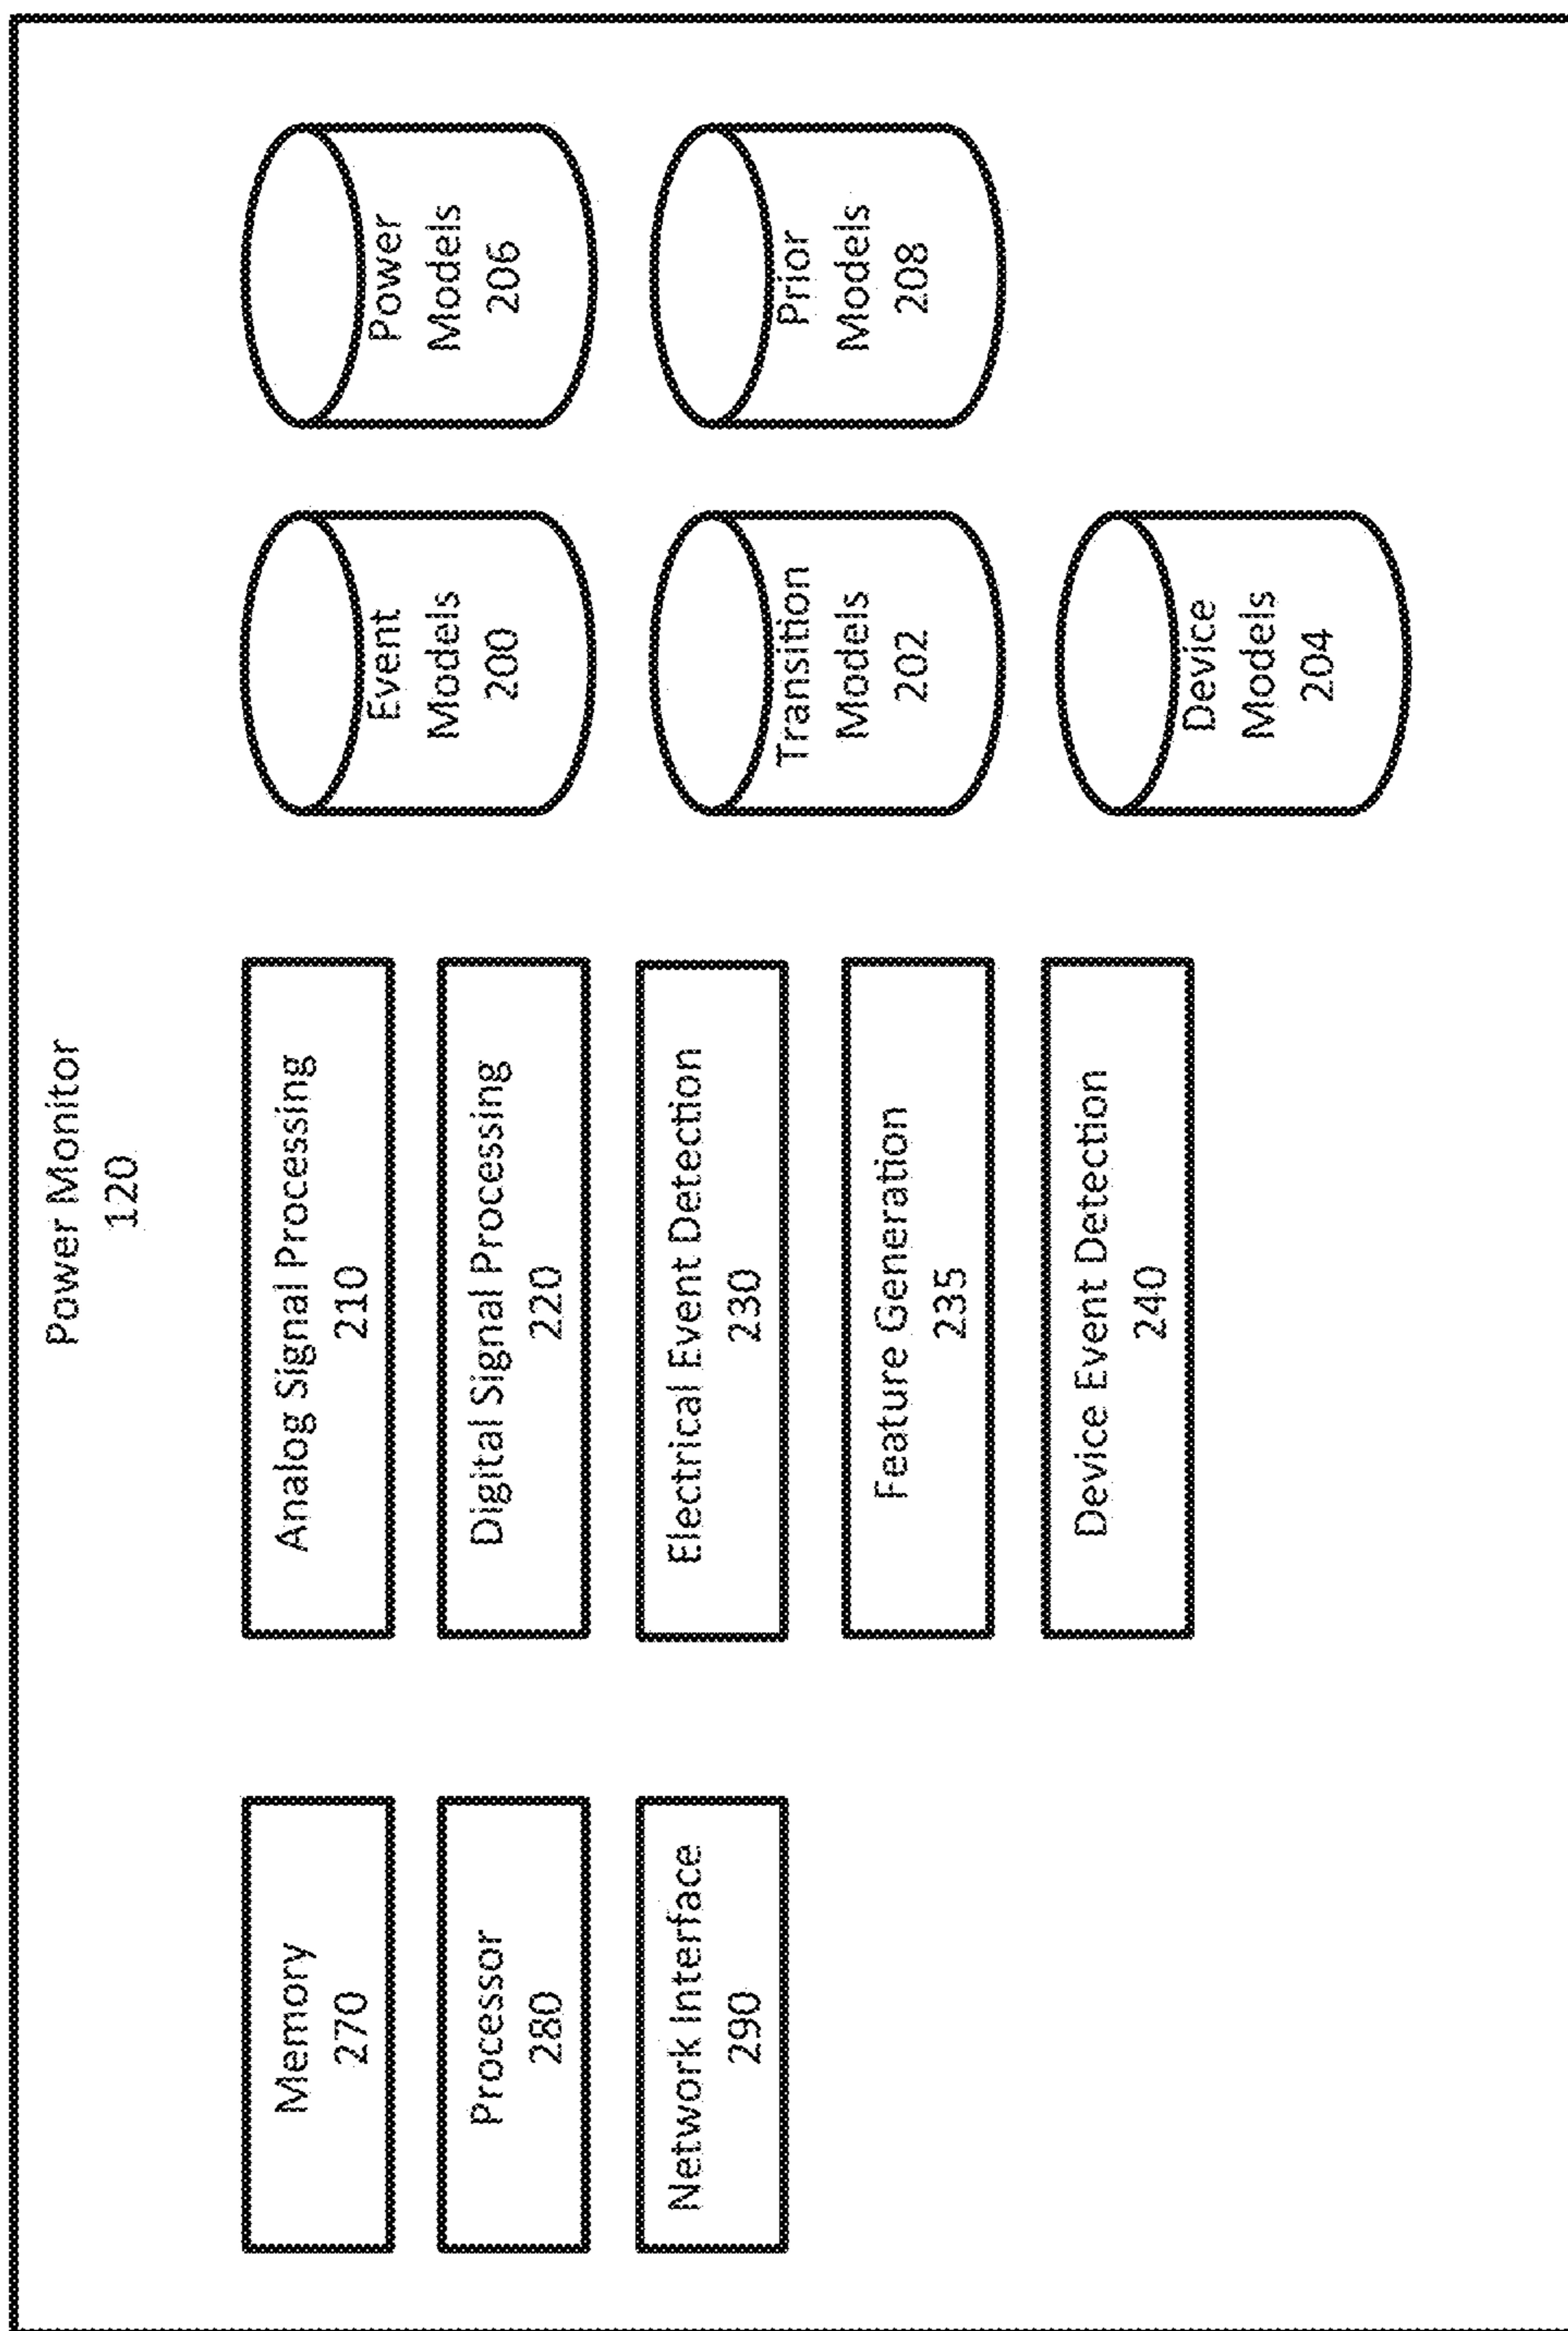 Power Monitor
120
Memory
270
Processor
280
Network Interface
290
Analog Signal Processing
210
Digital Signal Processing
220
Electrical Event Detection
230
Feature Generation
235
Device Event Detection
240
Event
Models
200
Transition
Models
202
Device
Models
204
Power
Models
206
Prior
Models
208